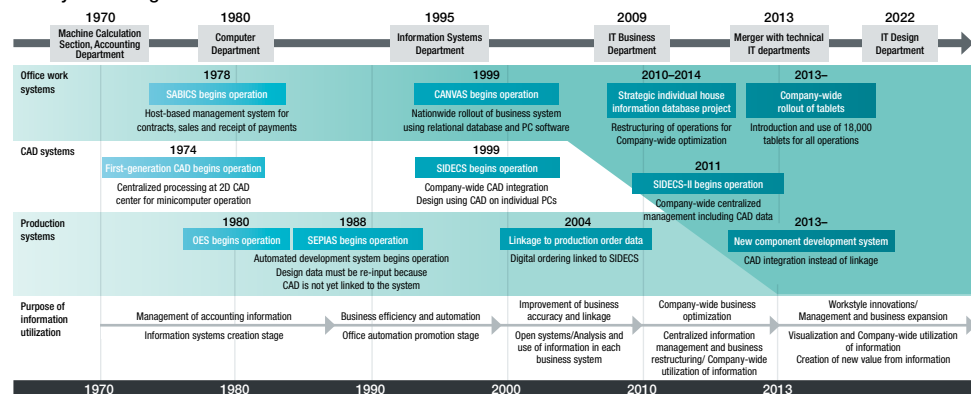 1970
1980
1995
2009
2013
2022
Machine Calculation
Section, Accounting
Department
Computer
Department
Information Systems
Department
IT Business
Department
Merger with technical
IT departments
IT Design
Department
Office work
systems
1978
SABICS begins operation
Host-based management system for
contracts, sales and receipt of payments
1999
CANVAS begins operation
Nationwide rollout of business system
using relational database and PC software
2010–2014
Strategic individual house
information database project
Restructuring of operations for
Company-wide optimization
2013–
Company-wide
rollout of tablets
Introduction and use of 18,000
tablets for all operations
CAD systems
1974
First-generation CAD begins operation
Centralized processing at 2D CAD
center for minicomputer operation
1999
SIDECS begins operation
Company-wide CAD integration
Design using CAD on individual PCs
2011
SIDECS-II begins operation
Company-wide centralized
management including CAD data
Production
systems
1980
OES begins operation
1988
SEPIAS begins operation
Automated development system begins operation
Design data must be re-input because
CAD is not yet linked to the system
2004
Linkage to production order data
Digital ordering linked to SIDECS
2013–
New component development system
CAD integration instead of linkage
Purpose of
information
utilization
Management of accounting information
Information systems creation stage
Business efficiency and automation
Office automation promotion stage
Improvement of business
accuracy and linkage
Open systems/Analysis and
use of information in each
business system
Company-wide business
optimization
Centralized information
management and business
restructuring/ Company-wide
utilization of information
Workstyle innovations/
Management and business expansion
Visualization and Company-wide utilization
of information
Creation of new value from information
1970
1980
1990
2000
2010
2013